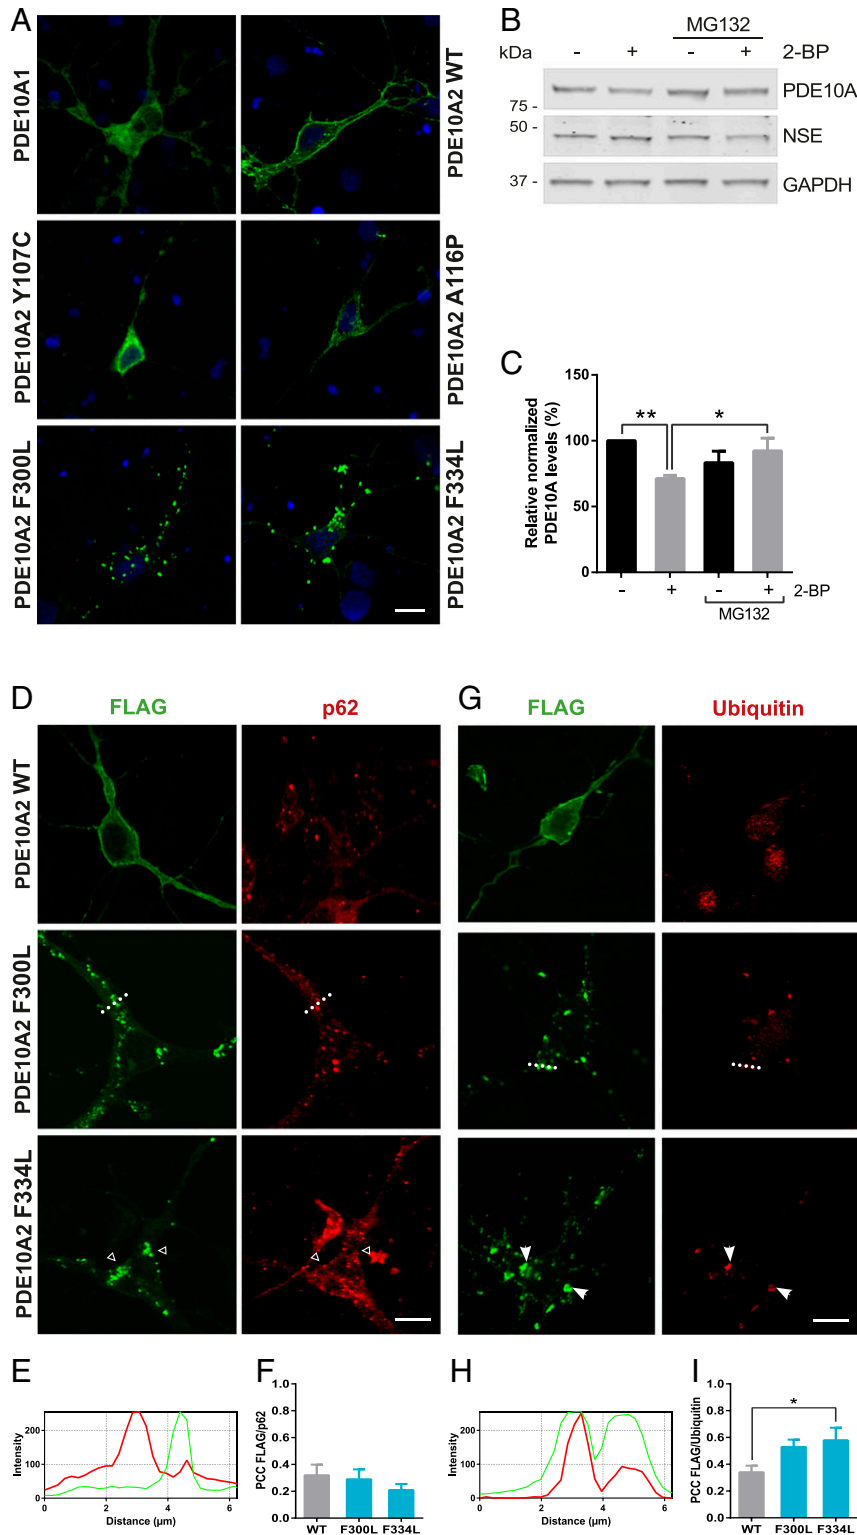 A
PDE10A1
PDE10A2 WT
PDE10A2 Y107C
PDE10A2 A116P
PDE10A2 F300L
PDE10A2 F334L
B
MG132
kDa - + - + 2-BP
75 -
PDE10A
50 -
NSE
37 -
GAPDH
C
Relative normalized
PDE10A levels (%)
150
100
50
0
** *
- + - + 2-BP
MG132
D
FLAG p62
PDE10A2 WT
PDE10A2 F300L
PDE10A2 F334L
G
FLAG Ubiquitin
E
Intensity
200
100
0
0 2 4 6
Distance (μm)
F
PCC FLAG/p62
1.0
0.8
0.6
0.4
0.2
0.0
WT F300L F334L
H
Intensity
200
100
0
0 2 4 6
Distance (μm)
I
PCC FLAG/Ubiquitin
1.0
0.8
0.6
0.4
0.2
0.0
*
WT F300L F334L